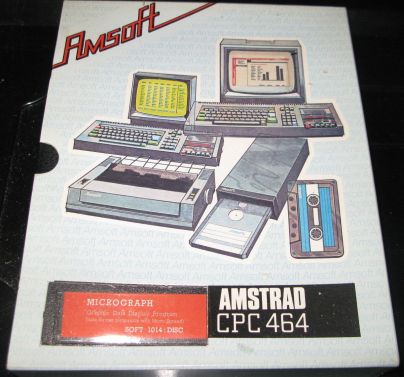 Amsoft
MICROGRAPH
Graphic Data Display Program
SOFT 1014:DISC
AMSTRAD
CPC 464